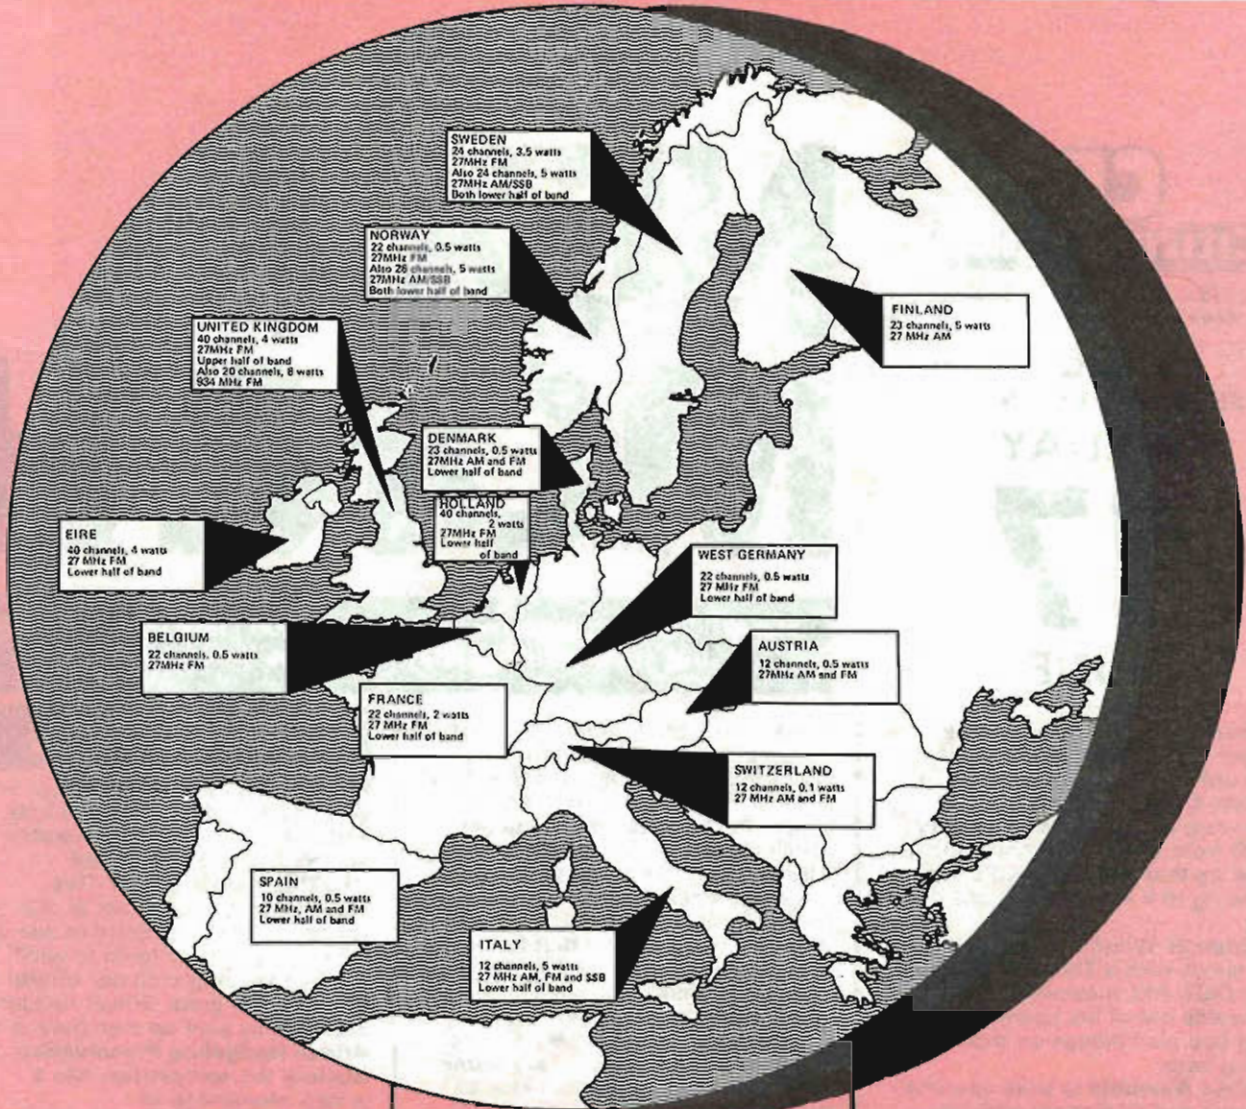 SWEDEN
24 channels, 3.5 watts
27MHz FM
Also 24 channels, 5 watts
27MHz AM/SSB
Both lower half of band
NORWAY
22 channels, 0.5 watts
27MHz FM
Also 26 channels, 5 watts
27MHz AM/SSB
Both lower half of band
FINLAND
23 channels, 5 watts
27 MHz AM
UNITED KINGDOM
40 channels, 4 watts
27MHz FM
Upper half of band
Also 20 channels, 8 watts
934 MHz FM
DENMARK
23 channels, 0.5 watts
27MHz AM and FM
Lower half of band
HOLLAND
40 channels,
2 watts
27MHz FM
Lower half
of band
EIRE
40 channels, 4 watts
27 MHz FM
Lower half of band
WEST GERMANY
22 channels, 0.5 watts
27 MHz FM
Lower half of band
BELGIUM
22 channels, 0.5 watts
27MHz FM
AUSTRIA
12 channels, 0.5 watts
27MHz AM and FM
FRANCE
22 channels, 2 watts
27 MHz FM
Lower half of band
SWITZERLAND
12 channels, 0.1 watts
27 MHz AM and FM
SPAIN
10 channels, 0.5 watts
27 MHz, AM and FM
Lower half of band
ITALY
12 channels, 5 watts
27 MHz AM, FM and SSB
Lower half of band